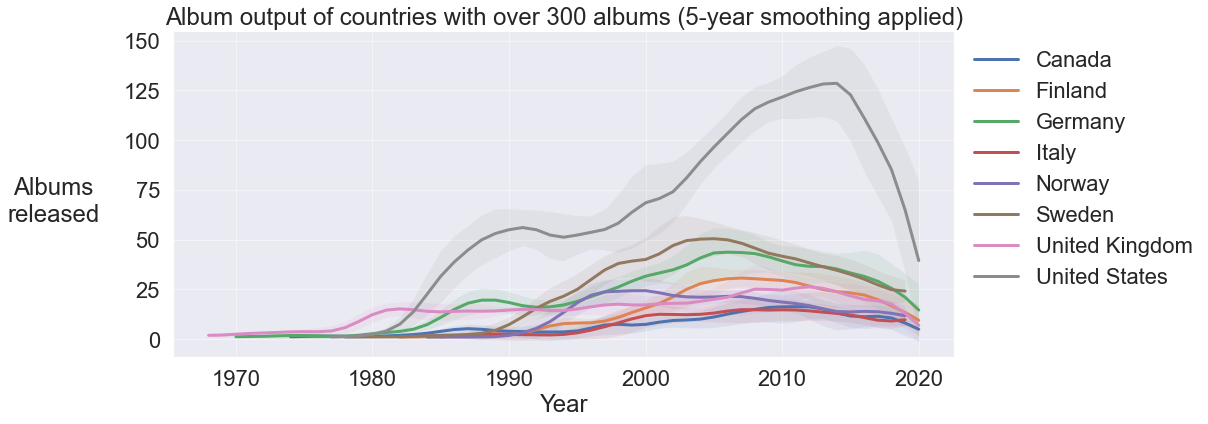 Album output of countries with over 300 albums (5-year smoothing applied)
150
125
100
75
50
25
0
Albums
released
1970
1980
1990
2000
2010
2020
Year
Canada
Finland
Germany
Italy
Norway
Sweden
United Kingdom
United States